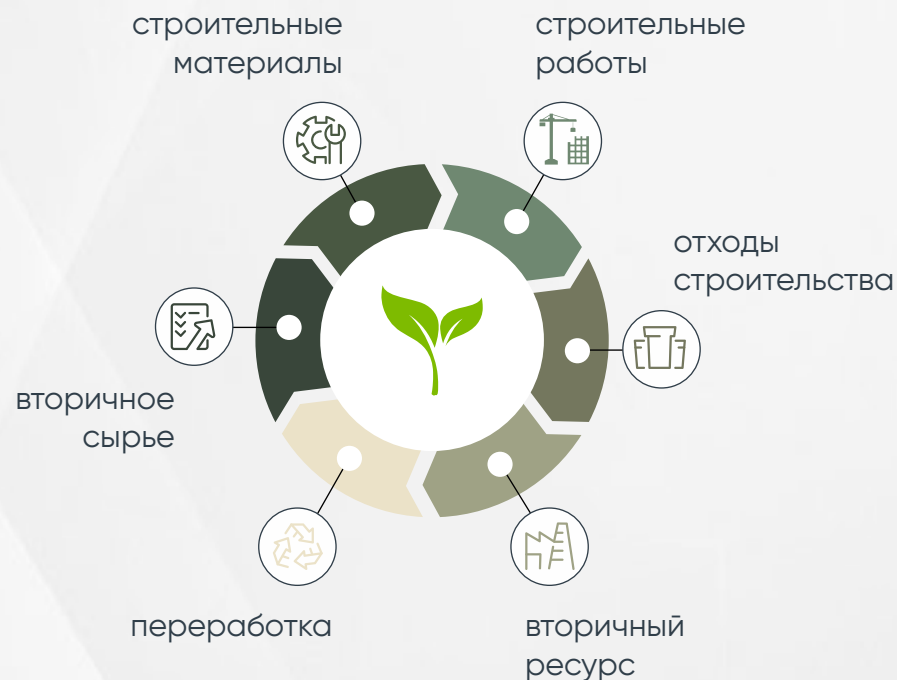 строительные
материалы
строительные
работы
отходы
строительства
вторичное
сырье
переработка
вторичный
ресурс